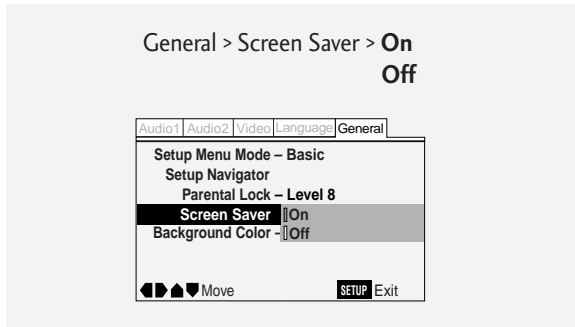 General > Screen Saver > On
Off
Audio1 Audio2 Video Language General
Setup Menu Mode – Basic
Setup Navigator
Parental Lock – Level 8
Screen Saver On
Background Color - Off
Move SETUP Exit